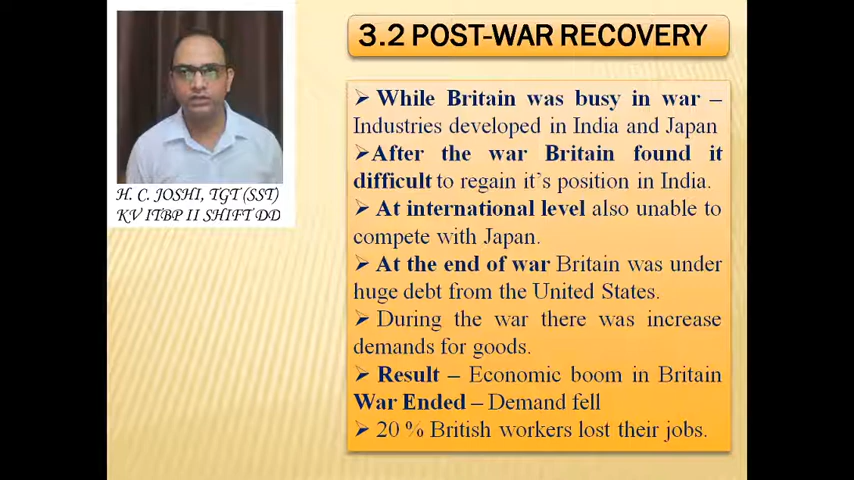 3.2 POST-WAR RECOVERY
H. C. JOSHI, TGT (SST)
KV ITBP II SHIFT DD
➢ While Britain was busy in war –
Industries developed in India and Japan
➢After the war Britain found it
difficult to regain it's position in India.
➢ At international level also unable to
compete with Japan.
➢ At the end of war Britain was under
huge debt from the United States.
➢ During the war there was increase
demands for goods.
➢ Result – Economic boom in Britain
War Ended – Demand fell
➢ 20 % British workers lost their jobs.